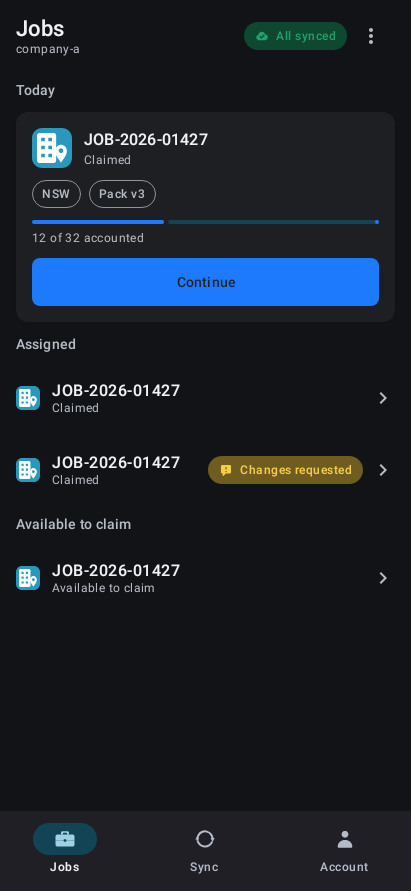 Jobs
company-a
All synced
Today
JOB-2026-01427
Claimed
NSW
Pack v3
12 of 32 accounted
Continue
Assigned
JOB-2026-01427
Claimed
JOB-2026-01427
Claimed
Changes requested
Available to claim
JOB-2026-01427
Available to claim
Jobs
Sync
Account